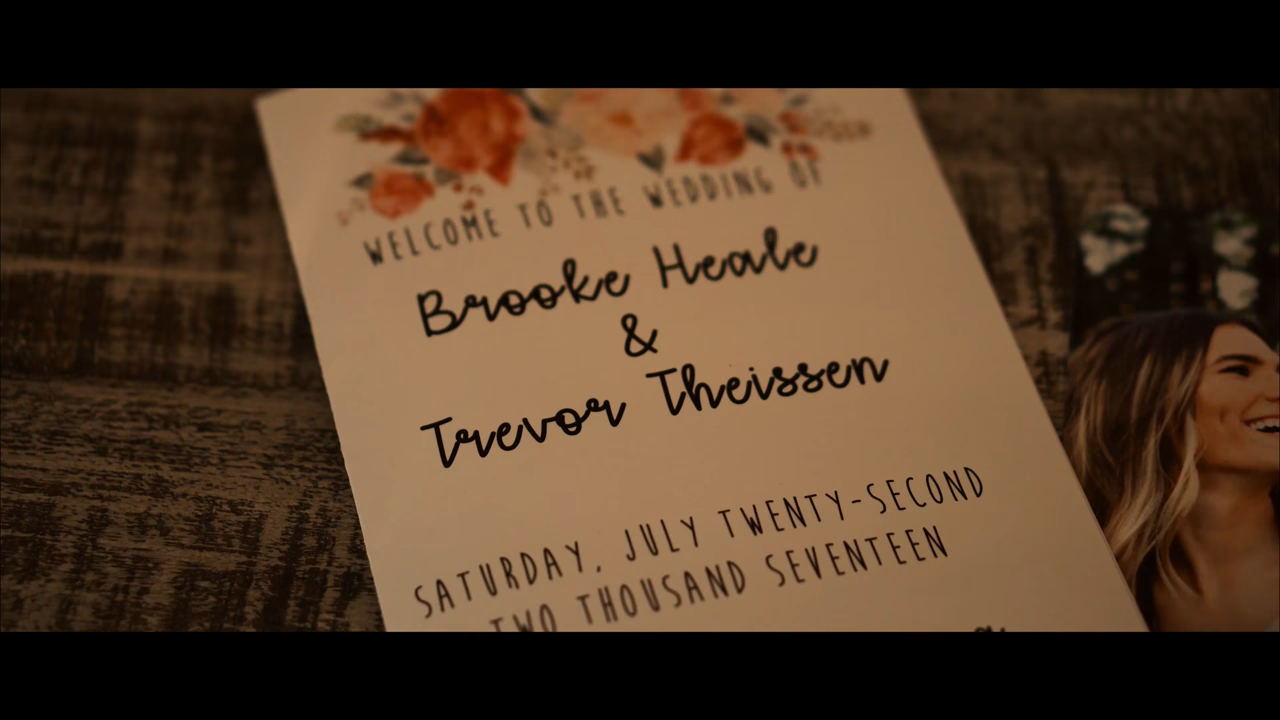 WELCOME TO THE WEDDING OF
Brooke Heale
&
Trevor Theissen
SATURDAY, JULY TWENTY-SECOND
TWO THOUSAND SEVENTEEN